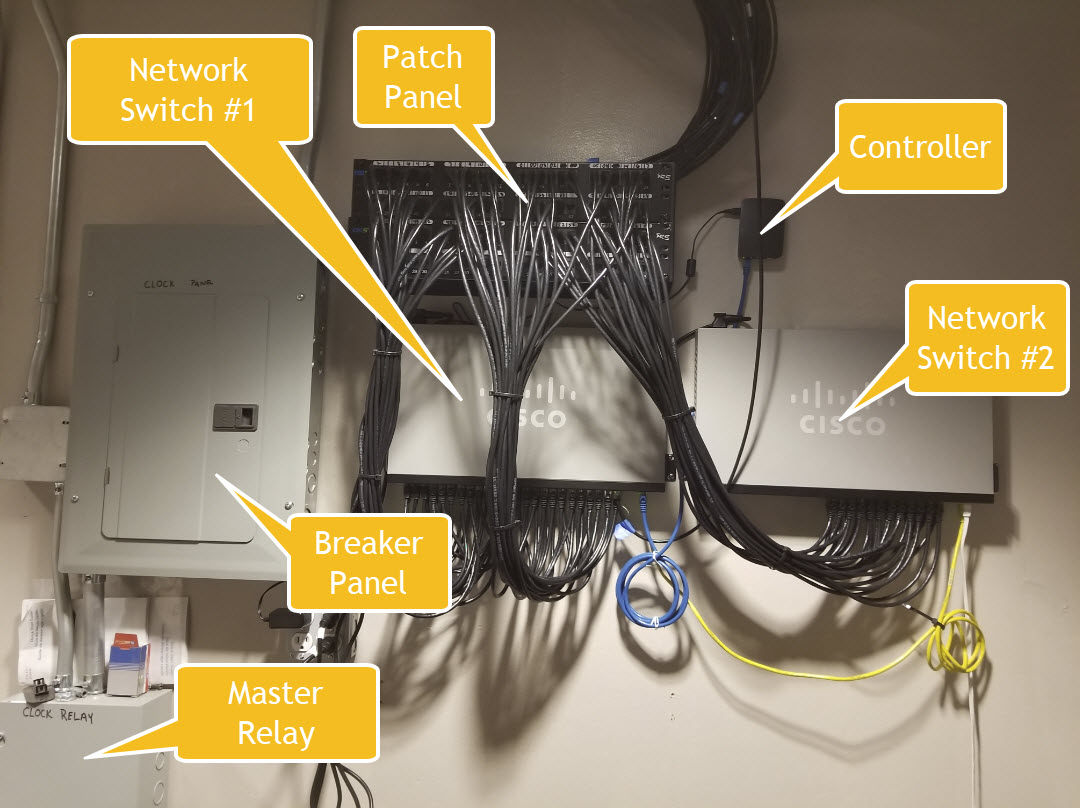 Network
Switch #1
Patch
Panel
Controller
Network
Switch #2
CLOCK PANEL
CISCO
CISCO
Breaker
Panel
Master
Relay
CLOCK RELAY